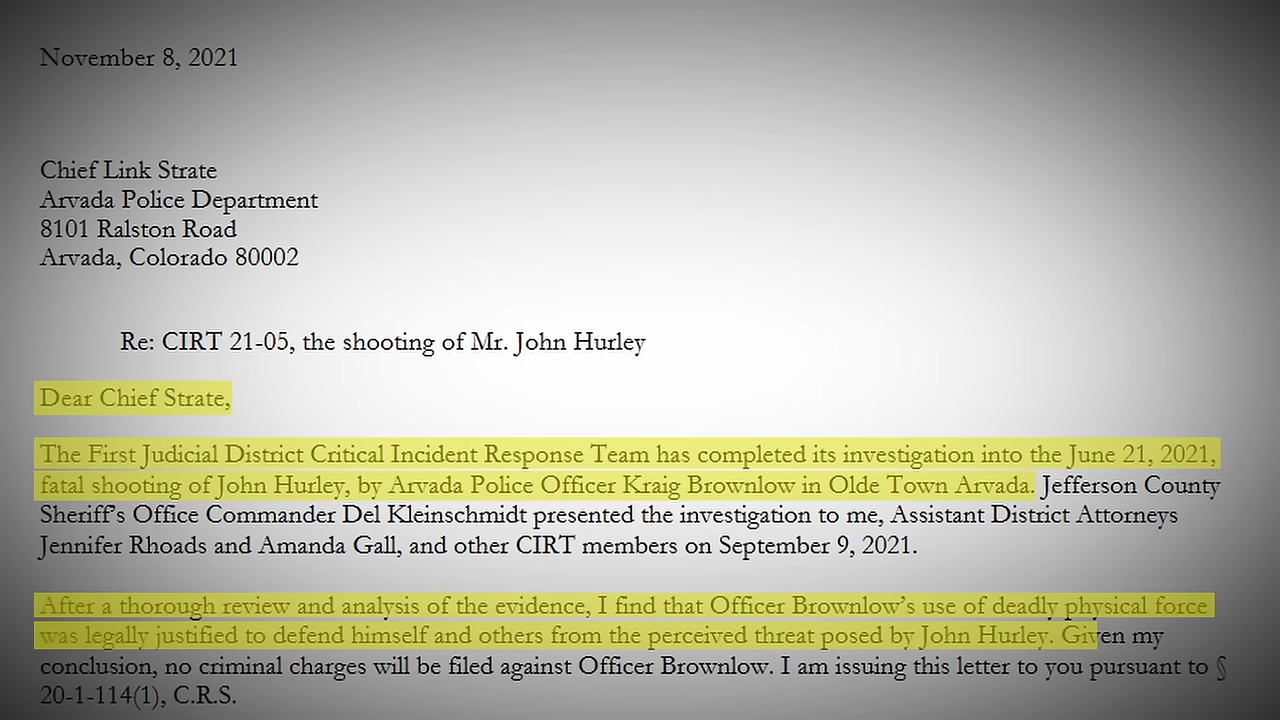 November 8, 2021
Chief Link Strate
Arvada Police Department
8101 Ralston Road
Arvada, Colorado 80002
Re: CIRT 21-05, the shooting of Mr. John Hurley
Dear Chief Strate,
The First Judicial District Critical Incident Response Team has completed its investigation into the June 21, 2021,
fatal shooting of John Hurley, by Arvada Police Officer Kraig Brownlow in Olde Town Arvada. Jefferson County
Sheriff’s Office Commander Del Kleinschmidt presented the investigation to me, Assistant District Attorneys
Jennifer Rhoads and Amanda Gall, and other CIRT members on September 9, 2021.
After a thorough review and analysis of the evidence, I find that Officer Brownlow’s use of deadly physical force
was legally justified to defend himself and others from the perceived threat posed by John Hurley. Given my
conclusion, no criminal charges will be filed against Officer Brownlow. I am issuing this letter to you pursuant to §
20-1-114(1), C.R.S.